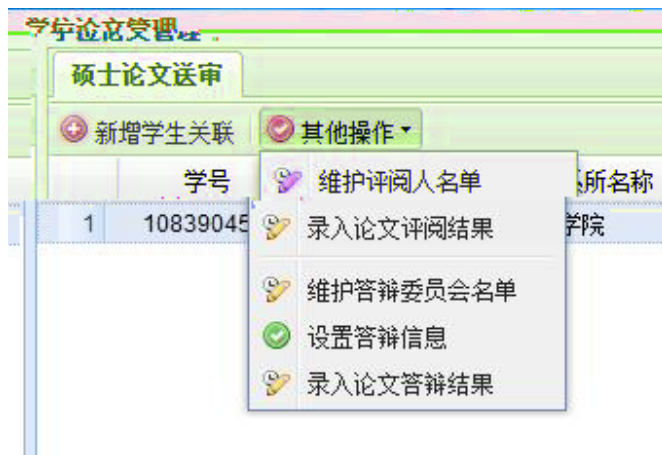 学位论文管理
硕士论文送审
新增学生关联 其他操作
学号 系所名称
维护评阅人名单
1 10839045 学院
录入论文评阅结果
维护答辩委员会名单
设置答辩信息
录入论文答辩结果